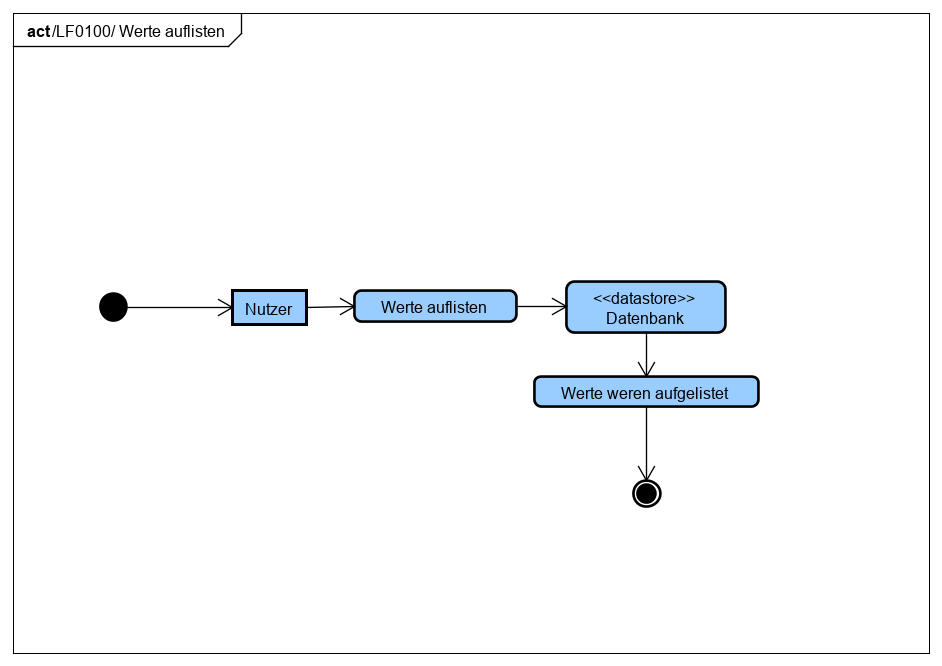 act /LF0100/ Werte auflisten
Nutzer
Werte auflisten
<<datastore>>
Datenbank
Werte weren aufgelistet